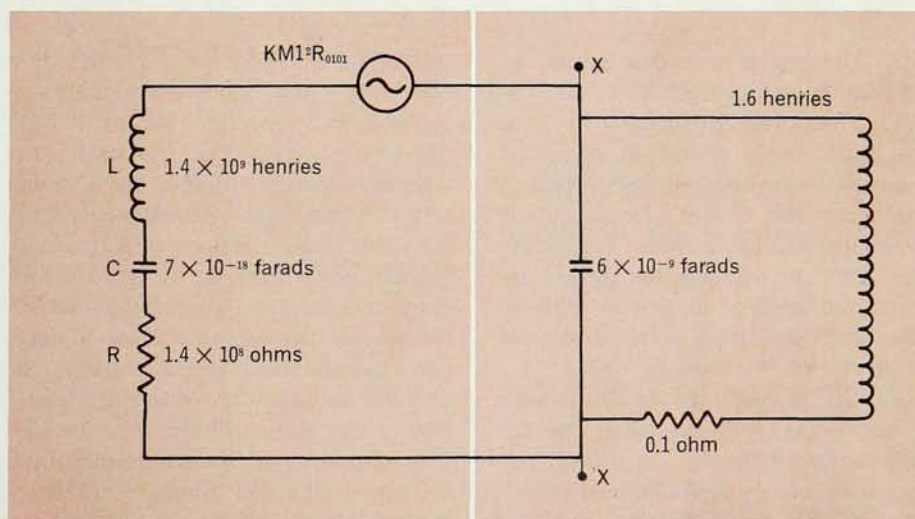 KM1²R₀₁₀₁
X
1.6 henries
L 1.4 × 10⁹ henries
C 7 × 10⁻¹⁸ farads
6 × 10⁻⁹ farads
R 1.4 × 10⁸ ohms
0.1 ohm
X